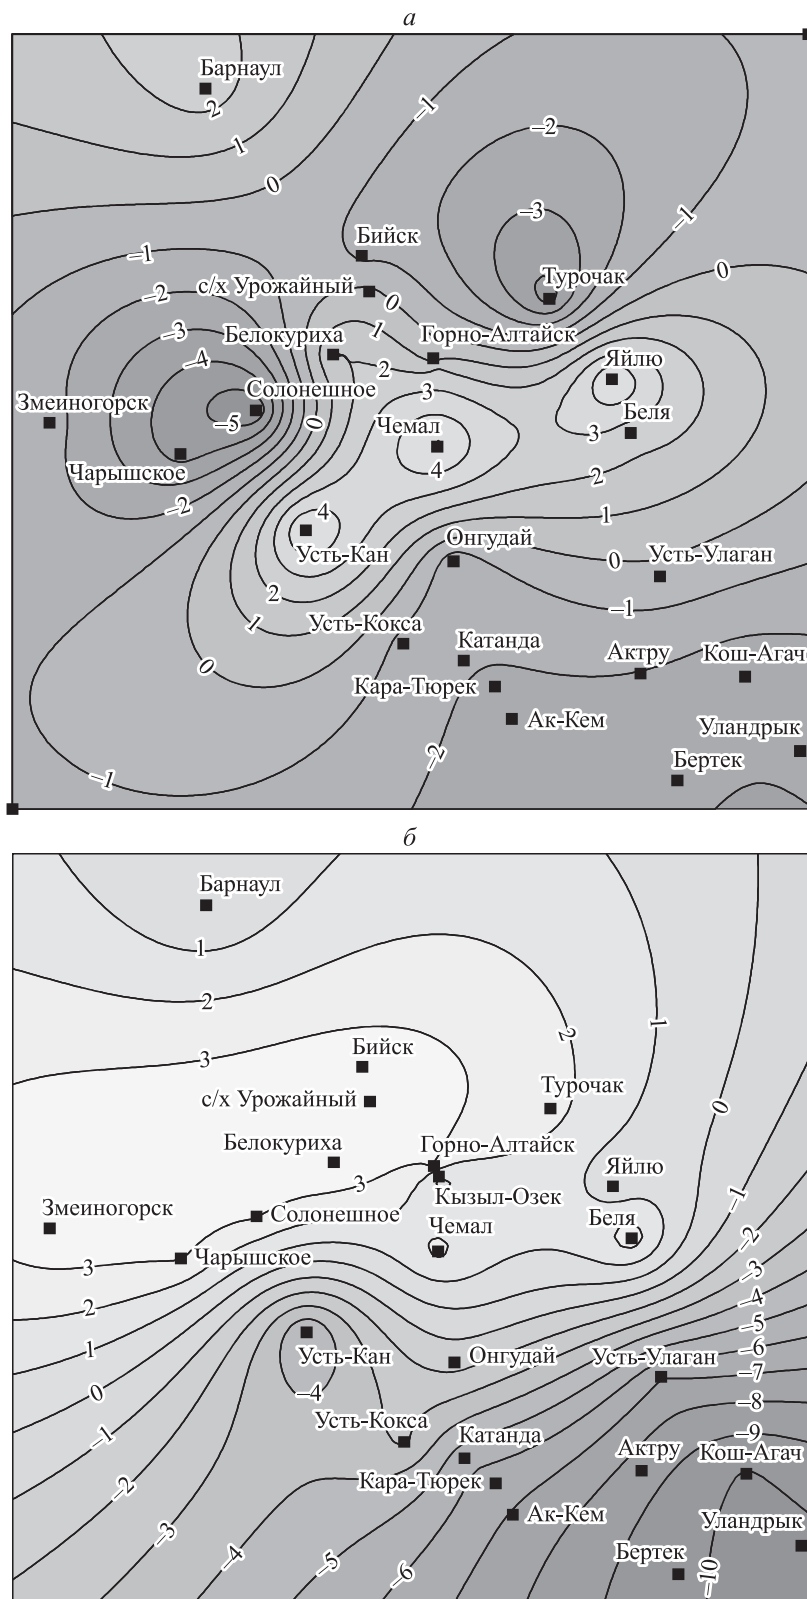 а
Барнаул
2
1
0
–1
–2
–3
–1
Бийск
–1
0
Турочак
–2
с/х Урожайный
0
–3
1
Белокуриха
Горно-Алтайск
–4
2
Яйлю
Солонешное
3
Змеиногорск
–5
0
Чемал
Беля
3
Чарышское
4
2
–2
4
1
Онгудай
Усть-Кан
0
Усть-Улаган
2
–1
1
Усть-Кокса
0
Катанда
Актру
Кош-Агач
Кара-Тюрек
Ак-Кем
Уландрык
–2
Бертек
–1
б
Барнаул
1
2
1
2
3
Бийск
Турочак
с/х Урожайный
0
Белокуриха
Горно-Алтайск
Яйлю
3
Кызыл-Озек
–1
Змеиногорск
Солонешное
Чемал
Беля
–2
Чарышское
3
–3
2
–4
–5
1
–6
Усть-Кан
Онгудай
Усть-Улаган
–7
0
–4
–8
Усть-Кокса
–9
–1
Катанда
Актру
Кош-Агач
Кара-Тюрек
–2
Ак-Кем
Уландрык
–3
–4
Бертек
–5
–6
–10